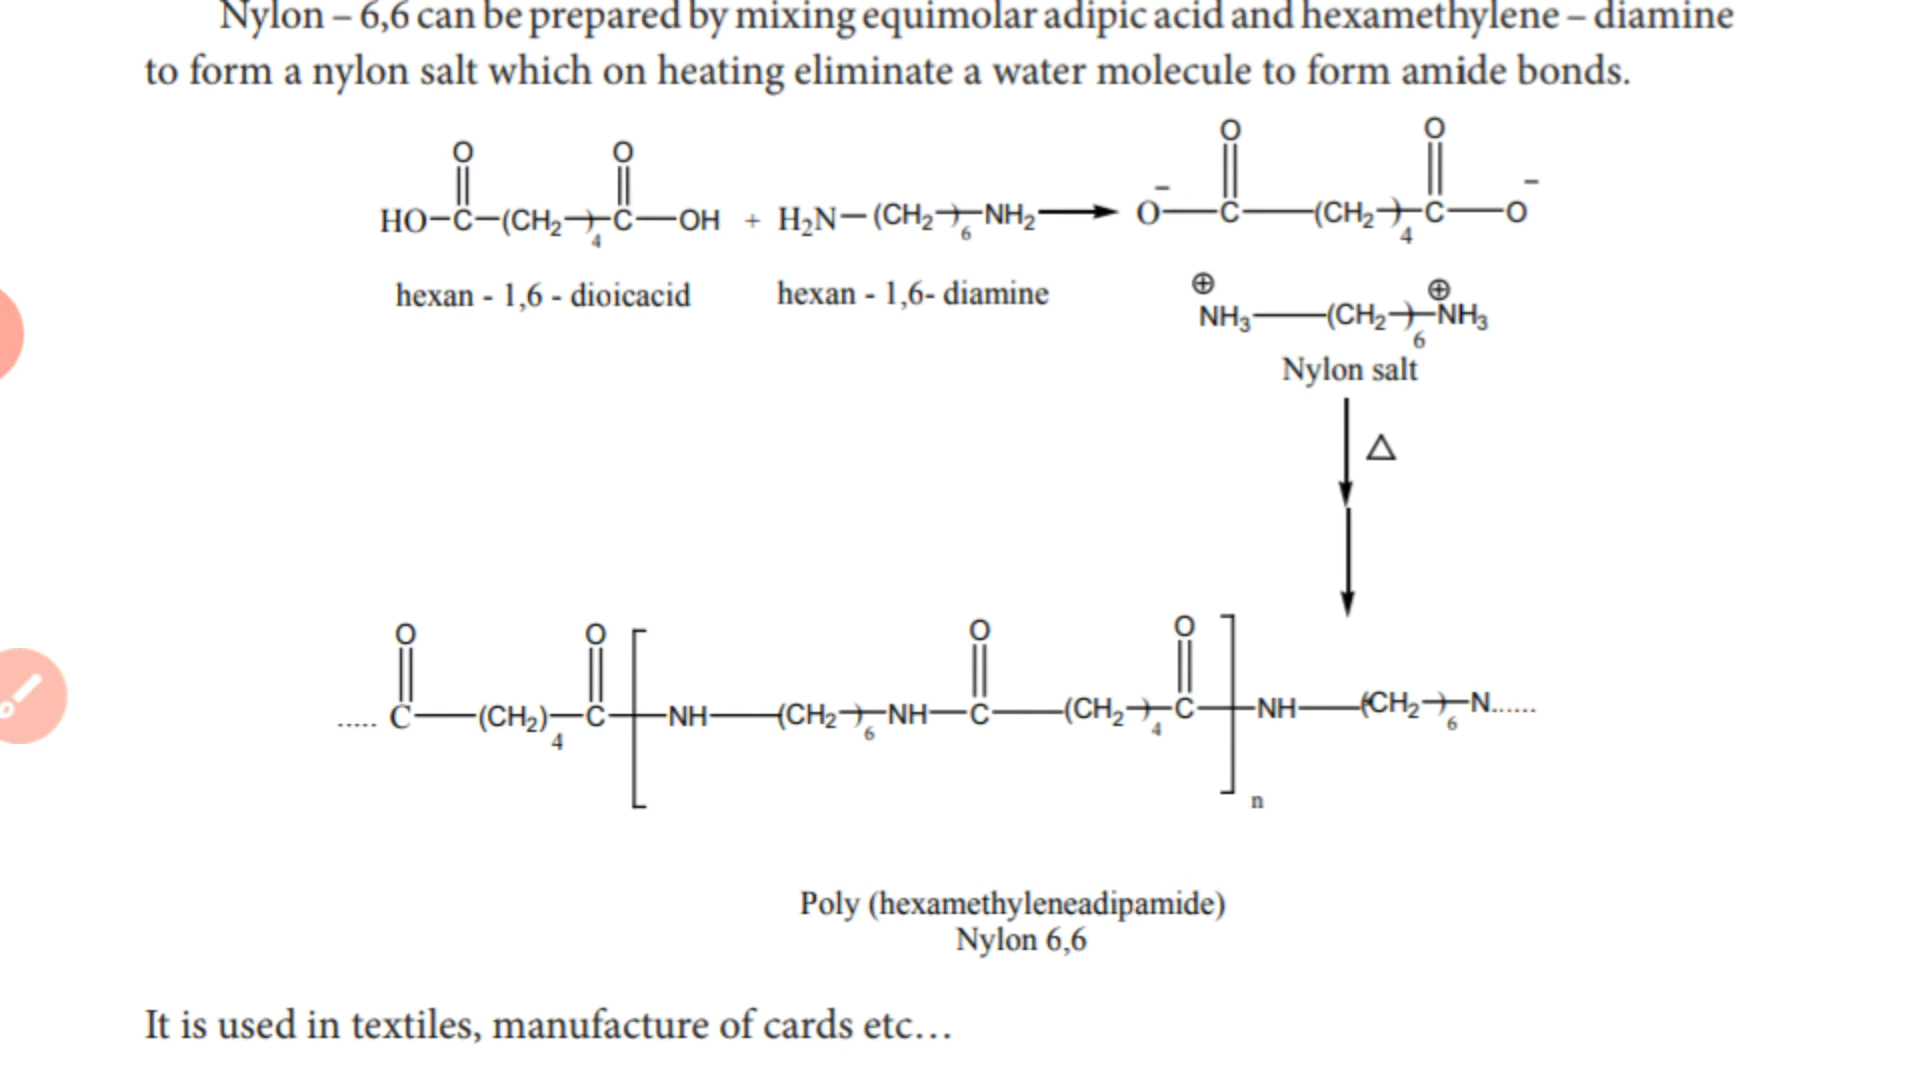 Nylon – 6,6 can be prepared by mixing equimolar adipic acid and hexamethylene – diamine
to form a nylon salt which on heating eliminate a water molecule to form amide bonds.
O O O O
HO–C–(CH2)4–C–OH + H2N–(CH2)6–NH2 → O⁻–C–(CH2)4–C–O⁻
hexan - 1,6 - dioicacid hexan - 1,6- diamine
⊕NH3–(CH2)6–⊕NH3
Nylon salt
Δ
O O O O
..... C–(CH2)4–C–[NH–(CH2)6–NH–C–(CH2)4–C]n–NH–(CH2)6–N......
Poly (hexamethyleneadipamide)
Nylon 6,6
It is used in textiles, manufacture of cards etc…